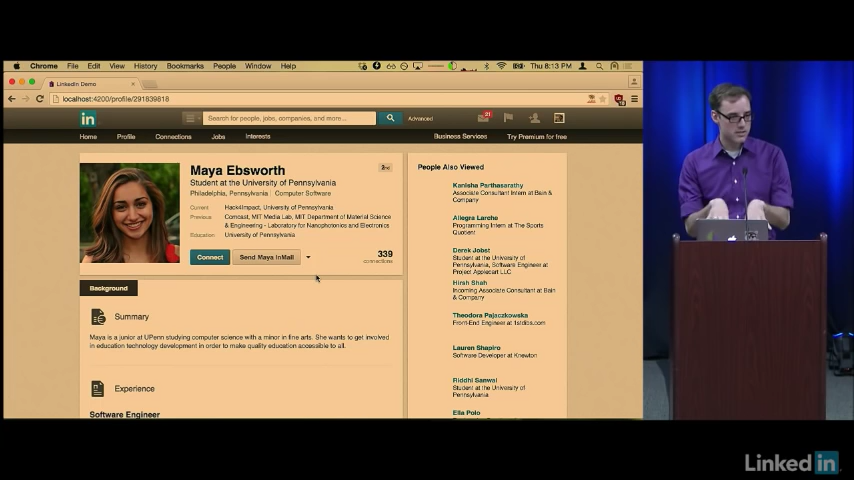 Chrome File Edit View History Bookmarks People Window Help
Thu 8:13 PM
LinkedIn Demo
localhost:4200/profile/291839818
in
Search for people, jobs, companies, and more...
Advanced
21
Home Profile Connections Jobs Interests
Business Services Try Premium for free
Maya Ebsworth
2nd
Student at the University of Pennsylvania
Philadelphia, Pennsylvania | Computer Software
Current Hack4Impact, University of Pennsylvania
Previous Comcast, MIT Media Lab, MIT Department of Material Science
& Engineering - Laboratory for Nanophotonics and Electronics
Education University of Pennsylvania
Connect Send Maya InMail
339
connections
Background
Summary
Maya is a junior at UPenn studying computer science with a minor in fine arts. She wants to get involved
in education technology development in order to make quality education accessible to all.
Experience
Software Engineer
People Also Viewed
Kanisha Parthasarathy
Associate Consultant Intern at Bain &
Company
Allegra Larche
Programming Intern at The Sports
Quotient
Derek Jobst
Student at the University of
Pennsylvania, Software Engineer at
Project Applecart LLC
Hirsh Shah
Incoming Associate Consultant at Bain
& Company
Theodora Pajaczkowska
Front-End Engineer at 1stdibs.com
Lauren Shapiro
Software Developer at Knewton
Riddhi Sanwal
Student at the University of
Pennsylvania
Ella Polo
LinkedIn